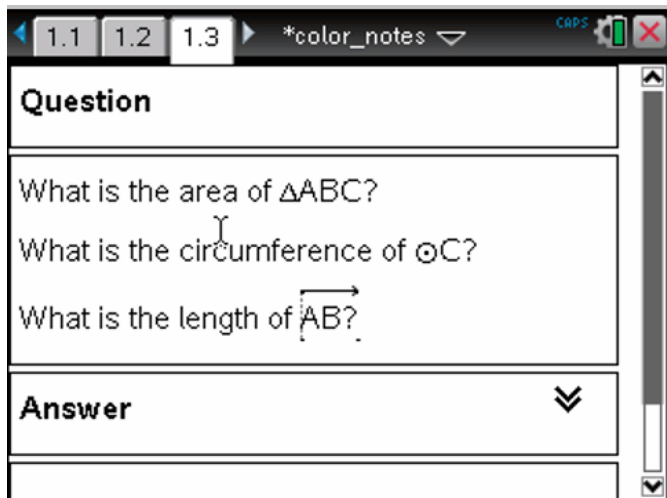 1.1 1.2 1.3 *color_notes CAPS
Question
What is the area of ΔABC?
What is the circumference of ⊙C?
What is the length of AB?
Answer